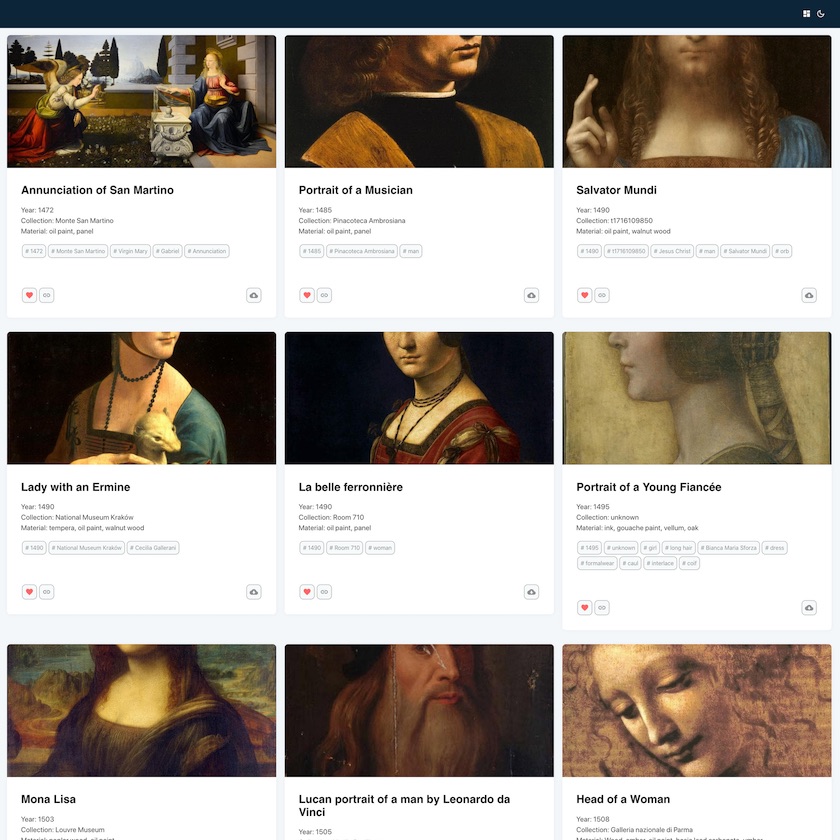 Annunciation of San Martino
Year: 1472
Collection: Monte San Martino
Material: oil paint, panel
# 1472 # Monte San Martino # Virgin Mary # Gabriel # Annunciation
Portrait of a Musician
Year: 1485
Collection: Pinacoteca Ambrosiana
Material: oil paint, panel
# 1485 # Pinacoteca Ambrosiana # man
Salvator Mundi
Year: 1490
Collection: t1716109850
Material: oil paint, walnut wood
# 1490 # t1716109850 # Jesus Christ # man # Salvator Mundi # orb
Lady with an Ermine
Year: 1490
Collection: National Museum Kraków
Material: tempera, oil paint, walnut wood
# 1490 # National Museum Kraków # Cecilia Gallerani
La belle ferronnière
Year: 1490
Collection: Room 710
Material: oil paint, panel
# 1490 # Room 710 # woman
Portrait of a Young Fiancée
Year: 1495
Collection: unknown
Material: ink, gouache paint, vellum, oak
# 1495 # unknown # girl # long hair # Bianca Maria Sforza # dress
# formalwear # caul # interlace # coif
Mona Lisa
Year: 1503
Collection: Louvre Museum
Lucan portrait of a man by Leonardo da
Vinci
Year: 1505
Head of a Woman
Year: 1508
Collection: Galleria nazionale di Parma